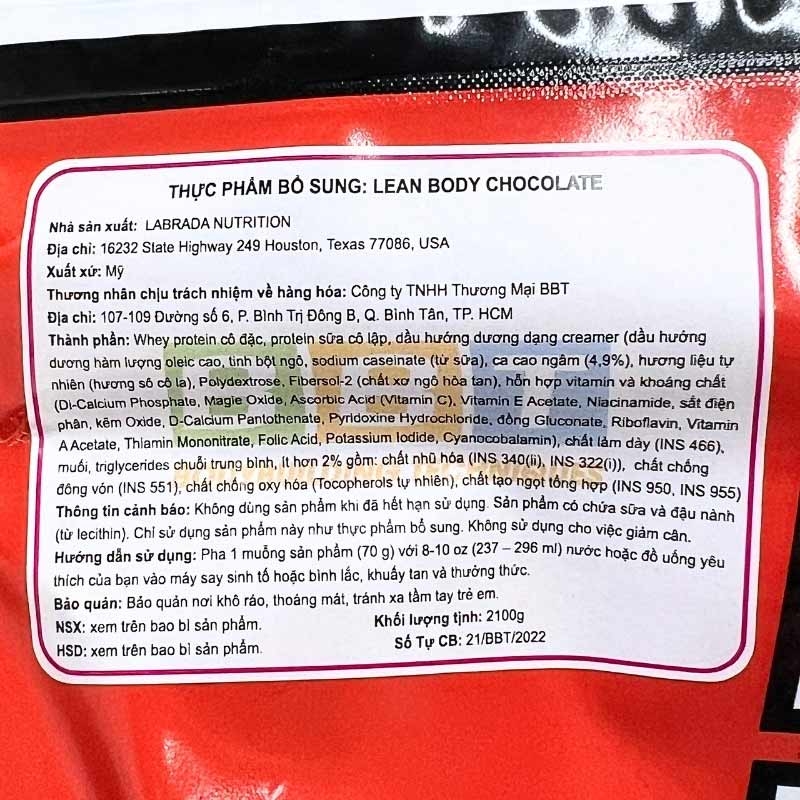 THỰC PHẨM BỔ SUNG: LEAN BODY CHOCOLATE
Nhà sản xuất: LABRADA NUTRITION
Địa chỉ: 16232 State Highway 249 Houston, Texas 77086, USA
Xuất xứ: Mỹ
Thương nhân chịu trách nhiệm về hàng hóa: Công ty TNHH Thương Mại BBT
Địa chỉ: 107-109 Đường số 6, P. Bình Trị Đông B, Q. Bình Tân, TP. HCM
Thành phần: Whey protein cô đặc, protein sữa cô lập, dầu hướng dương dạng creamer (dầu hướng
dương hàm lượng oleic cao, tinh bột ngô, sodium caseinate (từ sữa), ca cao ngâm (4.9%), hương liệu tự
nhiên (hương sô cô la), Polydextrose, Fibersol-2 (chất xơ ngô hòa tan), hỗn hợp vitamin và khoáng chất
(Di-Calcium Phosphate, Magie Oxide, Ascorbic Acid (Vitamin C), Vitamin E Acetate, Niacinamide, sắt điện
phân, kẽm Oxide, D-Calcium Pantothenate, Pyridoxine Hydrochloride, đồng Gluconate, Riboflavin, Vitamin
A Acetate, Thiamin Mononitrate, Folic Acid, Potassium Iodide, Cyanocobalamin), chất làm dày (INS 466),
muối, triglycerides chuỗi trung bình, ít hơn 2% gồm: chất nhũ hóa (INS 340(ii), INS 322(i)), chất chống
đông vón (INS 551), chất chống oxy hóa (Tocopherols tự nhiên), chất tạo ngọt tổng hợp (INS 950, INS 955)
Thông tin cảnh báo: Không dùng sản phẩm khi đã hết hạn sử dụng. Sản phẩm có chứa sữa và đậu nành
(từ lecithin). Chỉ sử dụng sản phẩm này như thực phẩm bổ sung. Không sử dụng cho việc giảm cân.
Hướng dẫn sử dụng: Pha 1 muỗng sản phẩm (70 g) với 8-10 oz (237 – 296 ml) nước hoặc đồ uống yêu
thích của bạn vào máy say sinh tố hoặc bình lắc, khuấy tan và thưởng thức.
Bảo quản: Bảo quản nơi khô ráo, thoáng mát, tránh xa tầm tay trẻ em.
NSX: xem trên bao bì sản phẩm. Khối lượng tịnh: 2100g
HSD: xem trên bao bì sản phẩm. Số Tự CB: 21/BBT/2022